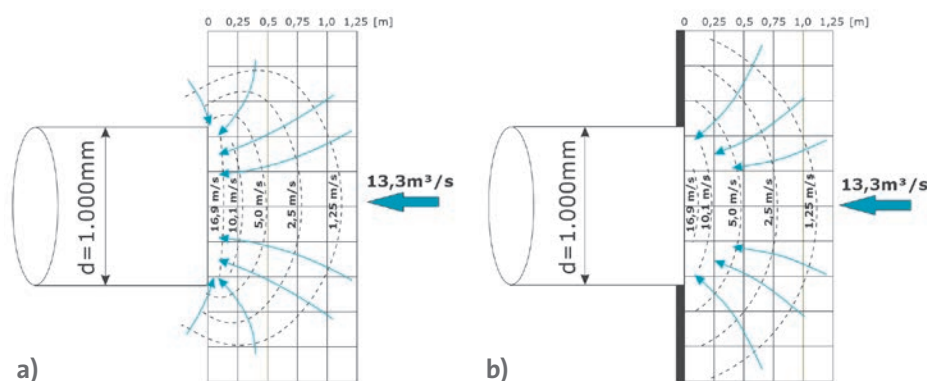 0 0,25 0,5 0,75 1,0 1,25 [m]
d=1.000mm
16,9 m/s
10,1 m/s
5,0 m/s
2,5 m/s
1,25 m/s
13,3m³/s
a)
0 0,25 0,5 0,75 1,0 1,25 [m]
d=1.000mm
16,9 m/s
10,1 m/s
5,0 m/s
2,5 m/s
1,25 m/s
13,3m³/s
b)